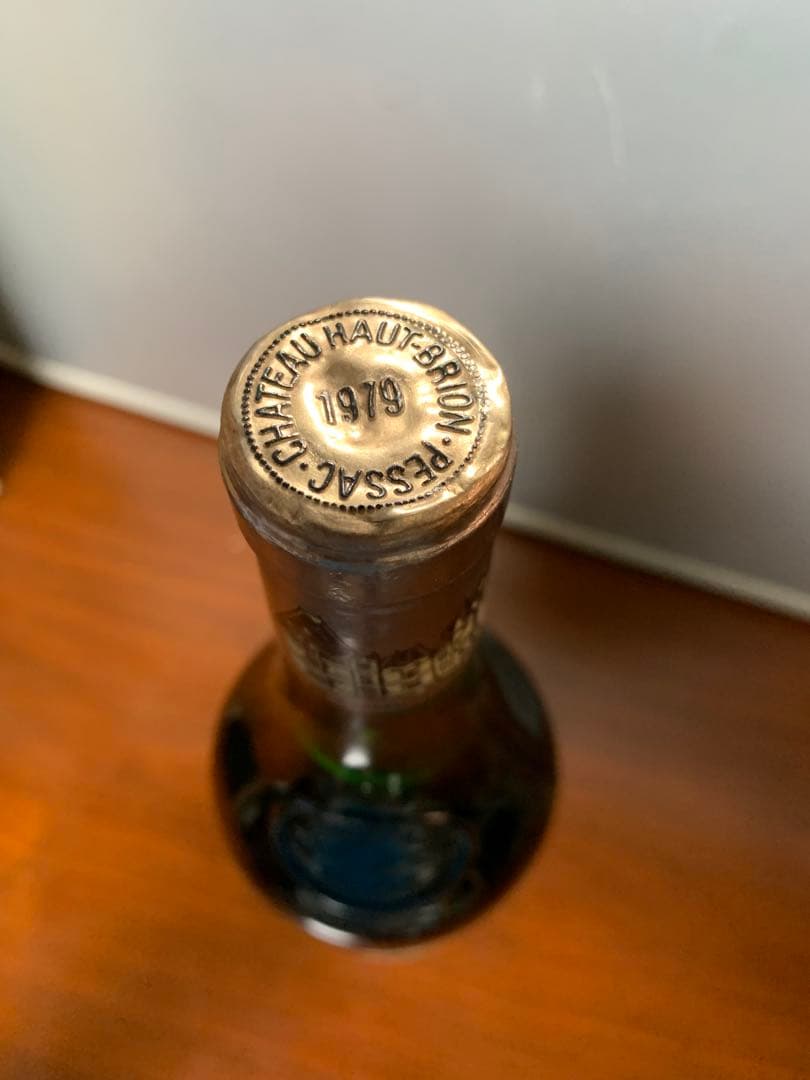 CHATEAU HAUT-BRION · PESSAC ·
1979